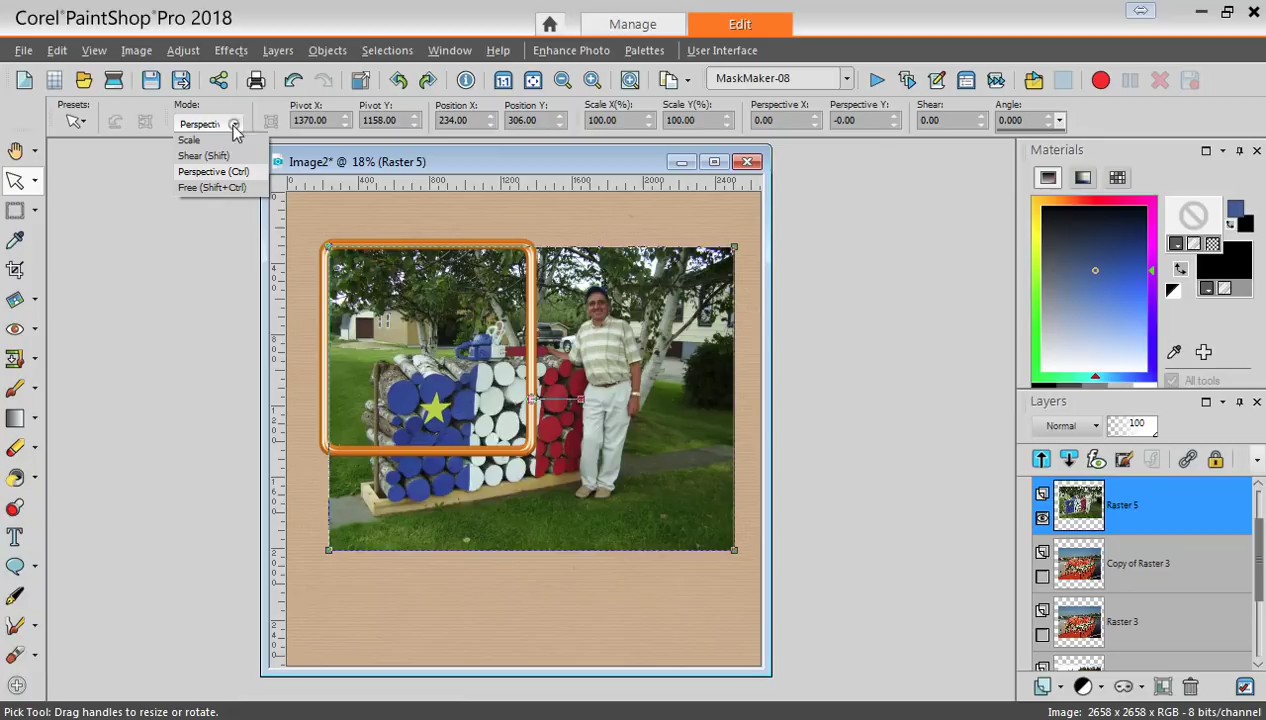 Corel® PaintShop® Pro 2018
Manage
Edit
File Edit View Image Adjust Effects Layers Objects Selections Window Help Enhance Photo Palettes User Interface
MaskMaker-08
Presets: Mode: Pivot X: Pivot Y: Position X: Position Y: Scale X(%): Scale Y(%): Perspective X: Perspective Y: Shear: Angle:
Perspectiv 1370.00 1158.00 234.00 306.00 100.00 100.00 0.00 -0.00 0.00 0.000
Scale
Shear (Shift)
Perspective (Ctrl)
Free (Shift+Ctrl)
Image2* @ 18% (Raster 5)
0 400 800 1200 1600 2000 2400
Materials
All tools
Layers
Normal 100
Raster 5
Copy of Raster 3
Raster 3
Pick Tool: Drag handles to resize or rotate.
Image: 2658 x 2658 x RGB - 8 bits/channel